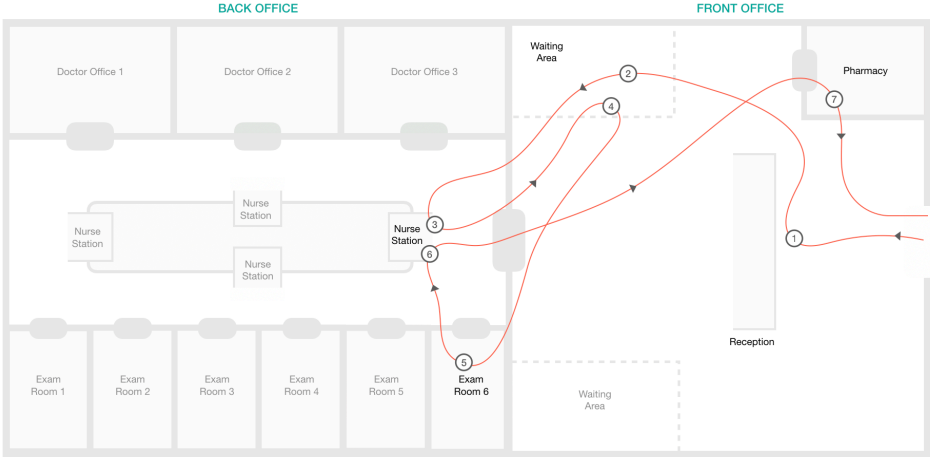 BACK OFFICE
FRONT OFFICE
Doctor Office 1
Doctor Office 2
Doctor Office 3
Waiting
Area
2
4
Pharmacy
7
Nurse
Station
Nurse
Station
Nurse
Station
Nurse
Station
3
6
1
Reception
5
Exam
Room 1
Exam
Room 2
Exam
Room 3
Exam
Room 4
Exam
Room 5
Exam
Room 6
Waiting
Area